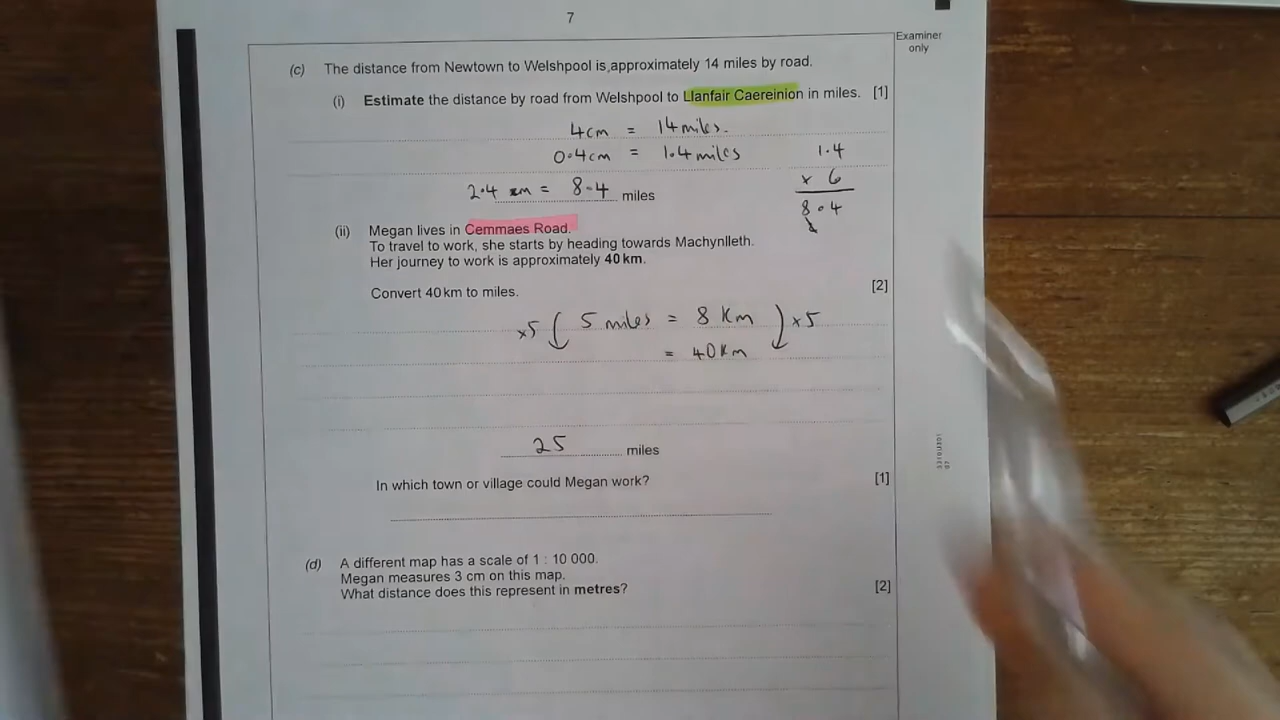 7
Examiner
only
(c) The distance from Newtown to Welshpool is approximately 14 miles by road.
(i) Estimate the distance by road from Welshpool to Llanfair Caereinion in miles. [1]
4cm = 14 miles.
0.4cm = 1.4 miles 1.4
x 6
2.4 cm = 8.4 miles
8.4
(ii) Megan lives in Cemmaes Road.
To travel to work, she starts by heading towards Machynlleth.
Her journey to work is approximately 40 km.
Convert 40 km to miles. [2]
x5 ( 5 miles = 8 Km ) x5
= 40 Km
25 miles
In which town or village could Megan work? [1]
(d) A different map has a scale of 1 : 10 000.
Megan measures 3 cm on this map.
What distance does this represent in metres? [2]